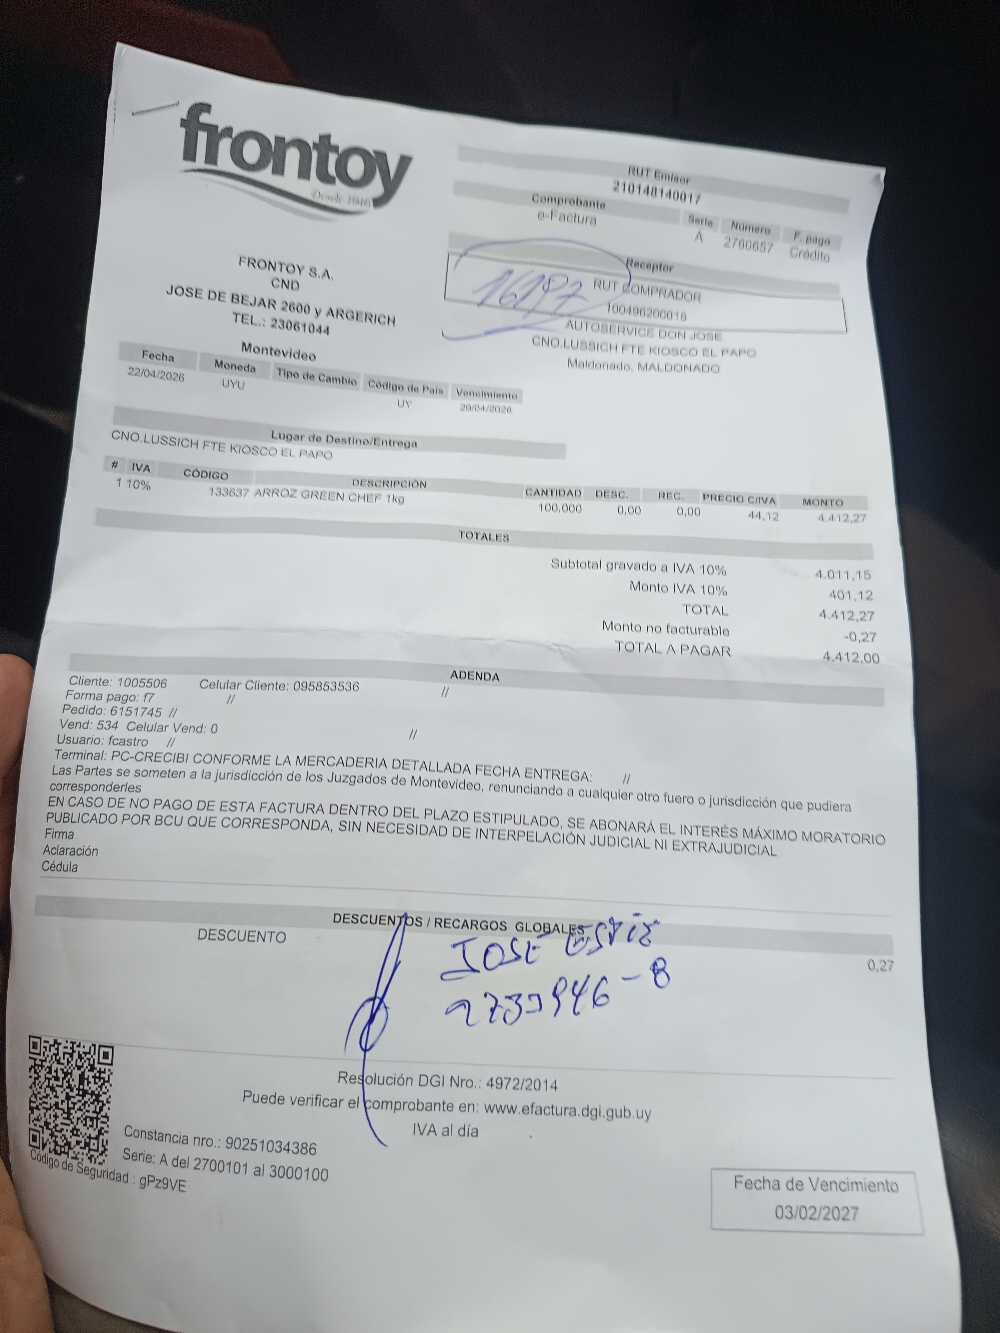 frontoy
Desde 1946
RUT Emisor
210148140017
Comprobante Serie Número F. pago
e-Factura A 2760657 Crédito
Receptor
16197
RUT COMPRADOR
100496200016
AUTOSERVICE DON JOSE
CNO.LUSSICH FTE KIOSCO EL PAPO
Maldonado, MALDONADO
FRONTOY S.A.
CND
JOSE DE BEJAR 2600 y ARGERICH
TEL.: 23061044
Montevideo
Fecha Moneda Tipo de Cambio Código de País Vencimiento
22/04/2026 UYU UY 29/04/2026
Lugar de Destino/Entrega
CNO.LUSSICH FTE KIOSCO EL PAPO
# IVA CÓDIGO DESCRIPCIÓN CANTIDAD DESC. REC. PRECIO C/IVA MONTO
1 10% 133637 ARROZ GREEN CHEF 1kg 100,000 0,00 0,00 44,12 4.412,27
TOTALES
Subtotal gravado a IVA 10% 4.011,15
Monto IVA 10% 401,12
TOTAL 4.412,27
Monto no facturable -0,27
TOTAL A PAGAR 4.412,00
ADENDA
Cliente: 1005506 Celular Cliente: 095853536 //
Forma pago: f7 //
Pedido: 6151745 //
Vend: 534 Celular Vend: 0 //
Usuario: fcastro //
Terminal: PC-CRECIBI CONFORME LA MERCADERIA DETALLADA FECHA ENTREGA: //
Las Partes se someten a la jurisdicción de los Juzgados de Montevideo, renunciando a cualquier otro fuero o jurisdicción que pudiera
corresponderles
EN CASO DE NO PAGO DE ESTA FACTURA DENTRO DEL PLAZO ESTIPULADO, SE ABONARÁ EL INTERÉS MÁXIMO MORATORIO
PUBLICADO POR BCU QUE CORRESPONDA, SIN NECESIDAD DE INTERPELACIÓN JUDICIAL NI EXTRAJUDICIAL
Firma
Aclaración
Cédula
DESCUENTOS / RECARGOS GLOBALES
DESCUENTO 0,27
JOSE
-8
Resolución DGI Nro.: 4972/2014
Puede verificar el comprobante en: www.efactura.dgi.gub.uy
IVA al día
Constancia nro.: 90251034386
Serie: A del 2700101 al 3000100
Código de Seguridad : gPz9VE
Fecha de Vencimiento
03/02/2027